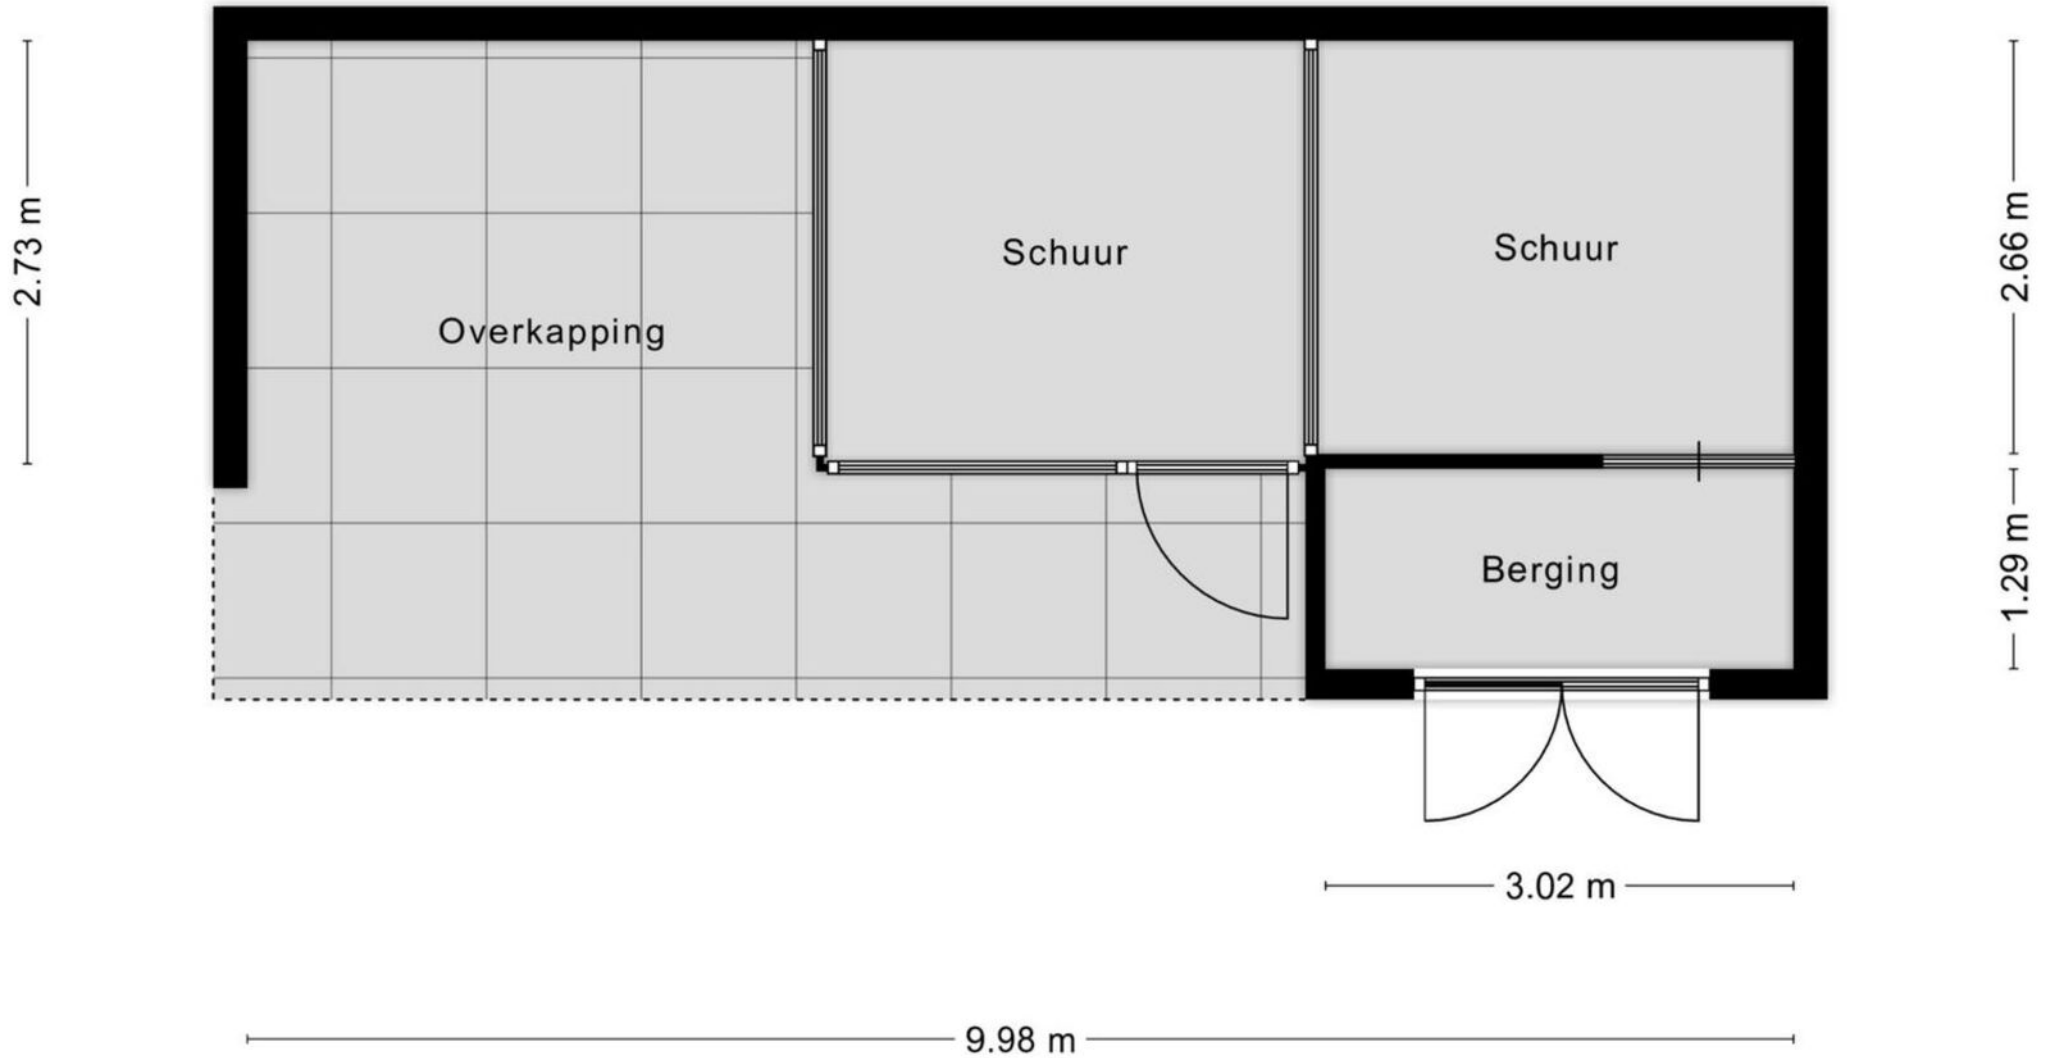 2.73 m
Overkapping
Schuur
Schuur
2.66 m
Berging
1.29 m
3.02 m
9.98 m